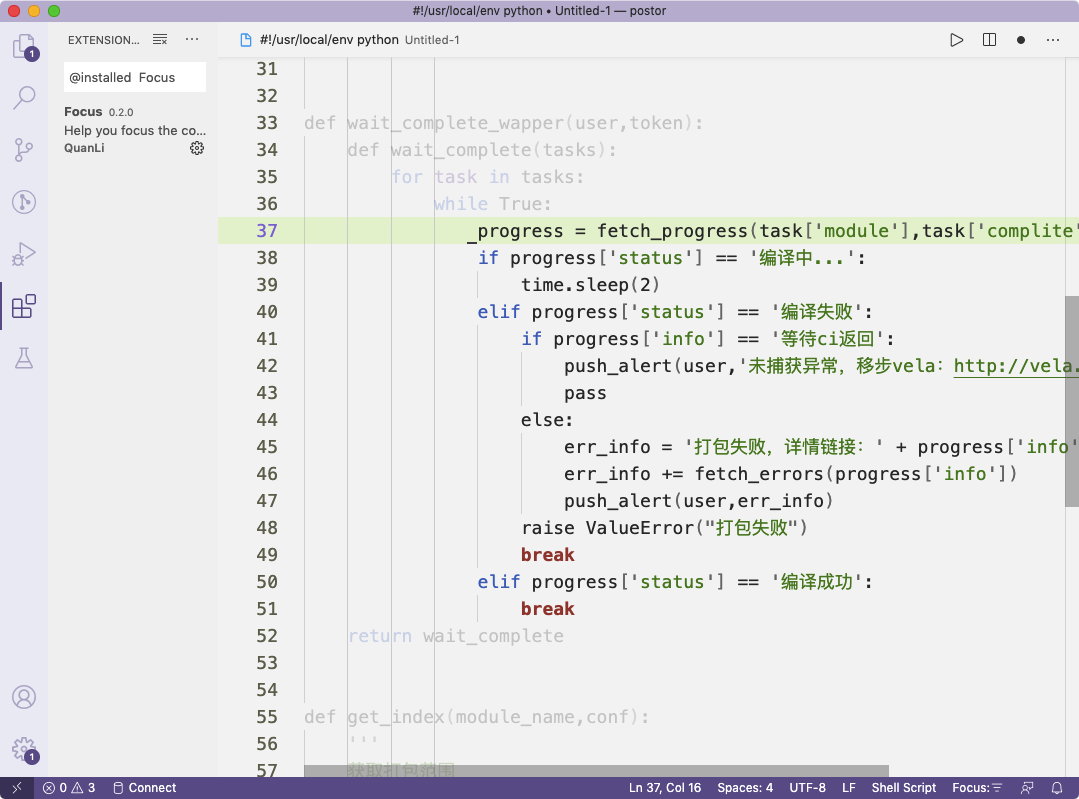 #!/usr/local/env python • Untitled-1 — postor
EXTENSION...
@installed Focus
Focus 0.2.0
Help you focus the co...
QuanLi
1
1
#!/usr/local/env python Untitled-1
31
32
33 def wait_complete_wapper(user,token):
34 def wait_complete(tasks):
35 for task in tasks:
36 while True:
37 _progress = fetch_progress(task['module'],task['complite'
38 if progress['status'] == '编译中...':
39 time.sleep(2)
40 elif progress['status'] == '编译失败':
41 if progress['info'] == '等待ci返回':
42 push_alert(user,'未捕获异常，移步vela：http://vela.
43 pass
44 else:
45 err_info = '打包失败，详情链接：' + progress['info'
46 err_info += fetch_errors(progress['info'])
47 push_alert(user,err_info)
48 raise ValueError("打包失败")
49 break
50 elif progress['status'] == '编译成功':
51 break
52 return wait_complete
53
54
55 def get_index(module_name,conf):
56 '''
57 获取打包范围
0 3 Connect Ln 37, Col 16 Spaces: 4 UTF-8 LF Shell Script Focus: